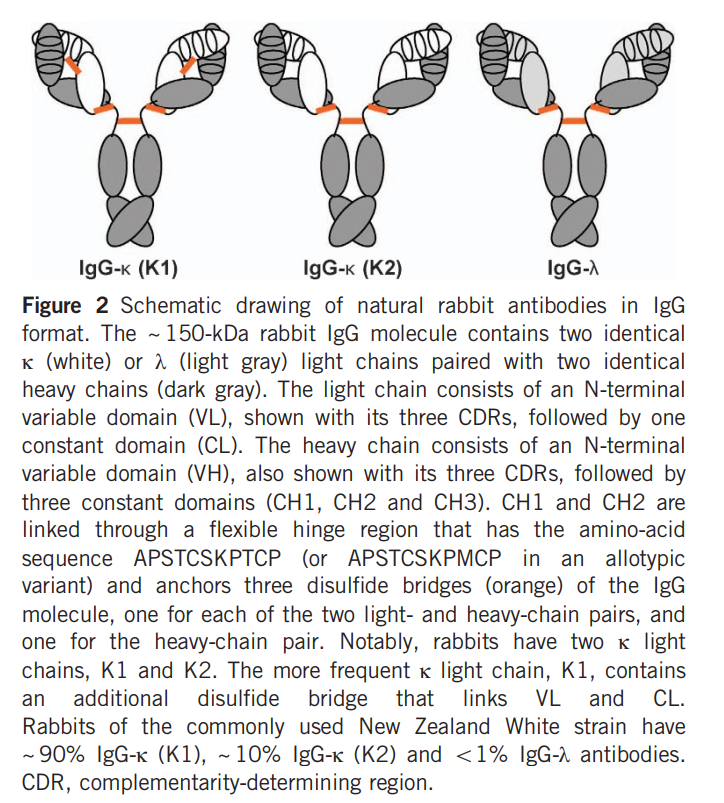 IgG-κ (K1) IgG-κ (K2) IgG-λ
Figure 2 Schematic drawing of natural rabbit antibodies in IgG
format. The ~150-kDa rabbit IgG molecule contains two identical
κ (white) or λ (light gray) light chains paired with two identical
heavy chains (dark gray). The light chain consists of an N-terminal
variable domain (VL), shown with its three CDRs, followed by one
constant domain (CL). The heavy chain consists of an N-terminal
variable domain (VH), also shown with its three CDRs, followed by
three constant domains (CH1, CH2 and CH3). CH1 and CH2 are
linked through a flexible hinge region that has the amino-acid
sequence APSTCSKPTCP (or APSTCSKPMCP in an allotypic
variant) and anchors three disulfide bridges (orange) of the IgG
molecule, one for each of the two light- and heavy-chain pairs, and
one for the heavy-chain pair. Notably, rabbits have two κ light
chains, K1 and K2. The more frequent κ light chain, K1, contains
an additional disulfide bridge that links VL and CL.
Rabbits of the commonly used New Zealand White strain have
~90% IgG-κ (K1), ~10% IgG-κ (K2) and <1% IgG-λ antibodies.
CDR, complementarity-determining region.